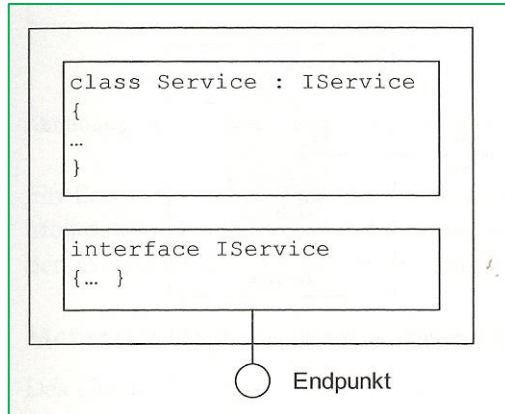 class Service : IService
{
…
}
interface IService
{… }
Endpunkt